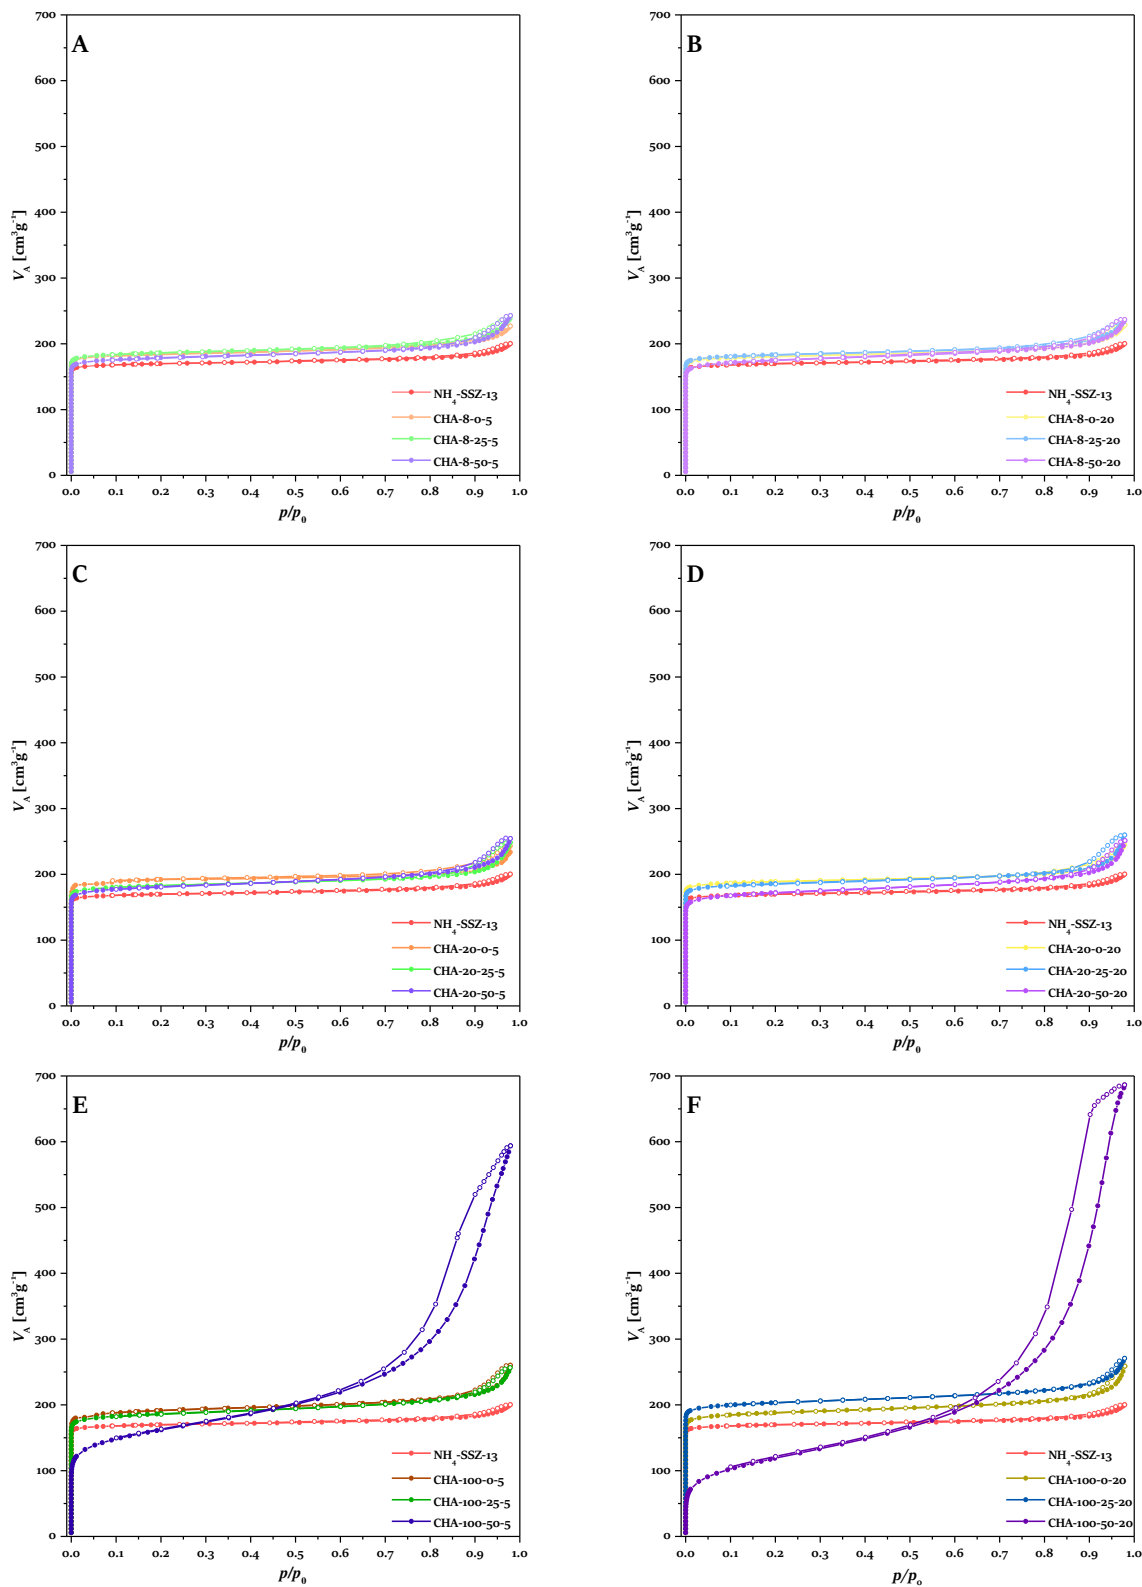 A
700
600
500
400
300
200
100
0
V_A [cm³g⁻¹]
NH₄-SSZ-13
CHA-8-0-5
CHA-8-25-5
CHA-8-50-5
0.0 0.1 0.2 0.3 0.4 0.5 0.6 0.7 0.8 0.9 1.0
p/p₀
B
700
600
500
400
300
200
100
0
V_A [cm³g⁻¹]
NH₄-SSZ-13
CHA-8-0-20
CHA-8-25-20
CHA-8-50-20
0.0 0.1 0.2 0.3 0.4 0.5 0.6 0.7 0.8 0.9 1.0
p/p₀
C
700
600
500
400
300
200
100
0
V_A [cm³g⁻¹]
NH₄-SSZ-13
CHA-20-0-5
CHA-20-25-5
CHA-20-50-5
0.0 0.1 0.2 0.3 0.4 0.5 0.6 0.7 0.8 0.9 1.0
p/p₀
D
700
600
500
400
300
200
100
0
V_A [cm³g⁻¹]
NH₄-SSZ-13
CHA-20-0-20
CHA-20-25-20
CHA-20-50-20
0.0 0.1 0.2 0.3 0.4 0.5 0.6 0.7 0.8 0.9 1.0
p/p₀
E
700
600
500
400
300
200
100
0
V_A [cm³g⁻¹]
NH₄-SSZ-13
CHA-100-0-5
CHA-100-25-5
CHA-100-50-5
0.0 0.1 0.2 0.3 0.4 0.5 0.6 0.7 0.8 0.9 1.0
p/p₀
F
700
600
500
400
300
200
100
0
V_A [cm³g⁻¹]
NH₄-SSZ-13
CHA-100-0-20
CHA-100-25-20
CHA-100-50-20
0.0 0.1 0.2 0.3 0.4 0.5 0.6 0.7 0.8 0.9 1.0
p/p₀